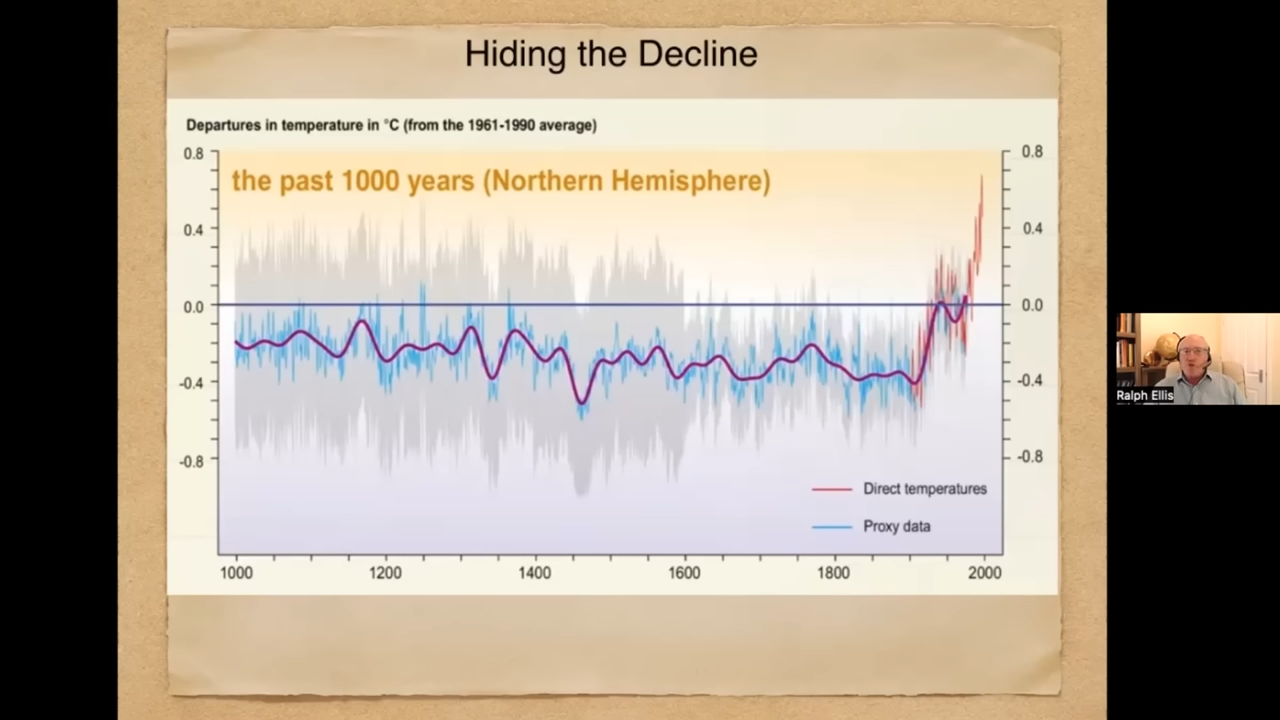 Hiding the Decline
Departures in temperature in °C (from the 1961-1990 average)
0.8
0.8
the past 1000 years (Northern Hemisphere)
0.4
0.4
0.0
0.0
-0.4
-0.4
Ralph Ellis
-0.8
-0.8
Direct temperatures
Proxy data
1000
1200
1400
1600
1800
2000